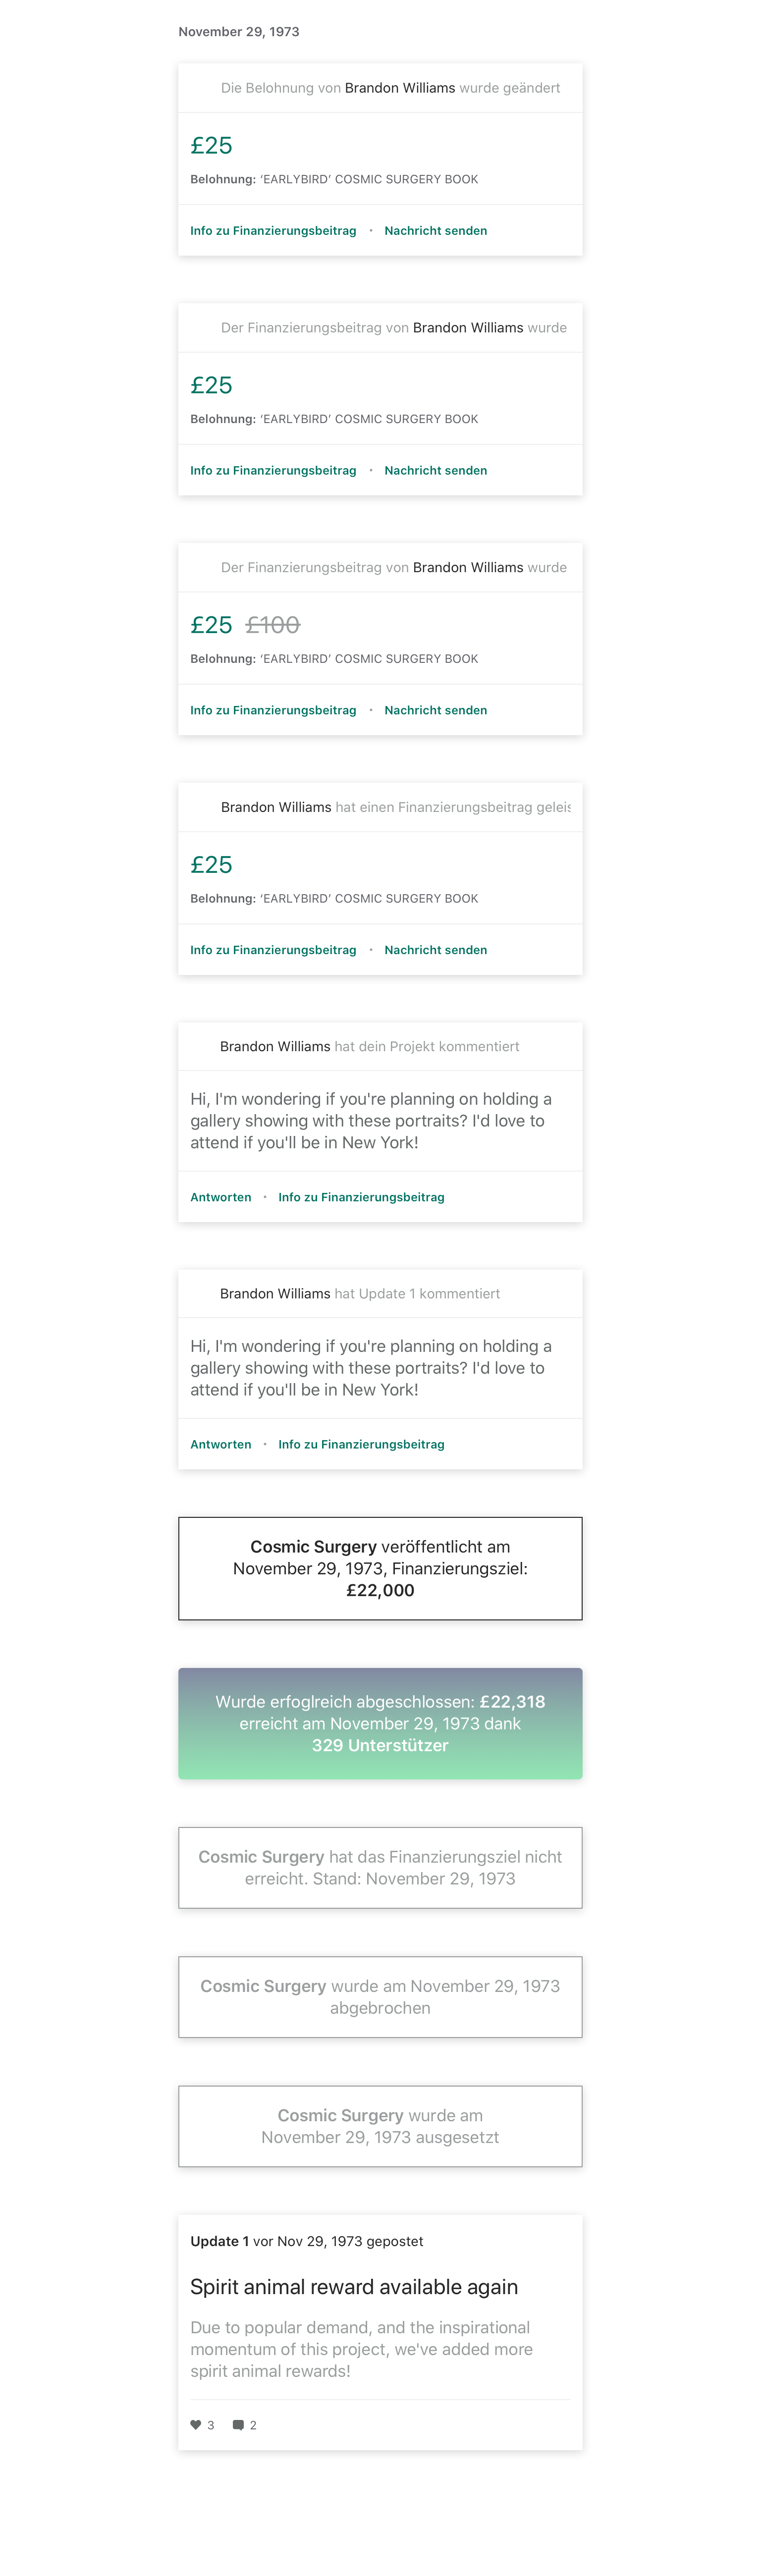 November 29, 1973
Die Belohnung von Brandon Williams wurde geändert
£25
Belohnung: ‘EARLYBIRD’ COSMIC SURGERY BOOK
Info zu Finanzierungsbeitrag • Nachricht senden
Der Finanzierungsbeitrag von Brandon Williams wurde
£25
Belohnung: ‘EARLYBIRD’ COSMIC SURGERY BOOK
Info zu Finanzierungsbeitrag • Nachricht senden
Der Finanzierungsbeitrag von Brandon Williams wurde
£25 £100
Belohnung: ‘EARLYBIRD’ COSMIC SURGERY BOOK
Info zu Finanzierungsbeitrag • Nachricht senden
Brandon Williams hat einen Finanzierungsbeitrag geleis
£25
Belohnung: ‘EARLYBIRD’ COSMIC SURGERY BOOK
Info zu Finanzierungsbeitrag • Nachricht senden
Brandon Williams hat dein Projekt kommentiert
Hi, I'm wondering if you're planning on holding a
gallery showing with these portraits? I'd love to
attend if you'll be in New York!
Antworten • Info zu Finanzierungsbeitrag
Brandon Williams hat Update 1 kommentiert
Hi, I'm wondering if you're planning on holding a
gallery showing with these portraits? I'd love to
attend if you'll be in New York!
Antworten • Info zu Finanzierungsbeitrag
Cosmic Surgery veröffentlicht am
November 29, 1973, Finanzierungsziel:
£22,000
Wurde erfoglreich abgeschlossen: £22,318
erreicht am November 29, 1973 dank
329 Unterstützer
Cosmic Surgery hat das Finanzierungsziel nicht
erreicht. Stand: November 29, 1973
Cosmic Surgery wurde am November 29, 1973
abgebrochen
Cosmic Surgery wurde am
November 29, 1973 ausgesetzt
Update 1 vor Nov 29, 1973 gepostet
Spirit animal reward available again
Due to popular demand, and the inspirational
momentum of this project, we've added more
spirit animal rewards!
3 2